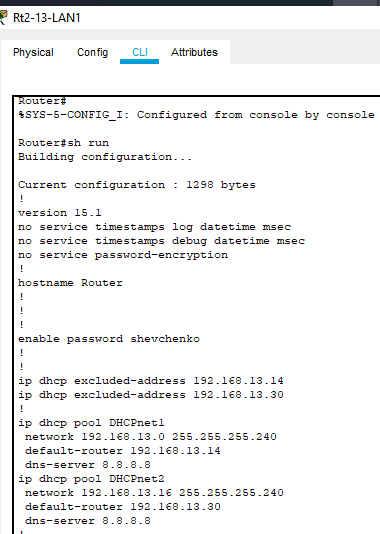 Rt2-13-LAN1
Physical Config CLI Attributes
Router#
%SYS-5-CONFIG_I: Configured from console by console
Router#sh run
Building configuration...
Current configuration : 1298 bytes
!
version 15.1
no service timestamps log datetime msec
no service timestamps debug datetime msec
no service password-encryption
!
hostname Router
!
!
!
enable password shevchenko
!
!
ip dhcp excluded-address 192.168.13.14
ip dhcp excluded-address 192.168.13.30
!
ip dhcp pool DHCPnet1
network 192.168.13.0 255.255.255.240
default-router 192.168.13.14
dns-server 8.8.8.8
ip dhcp pool DHCPnet2
network 192.168.13.16 255.255.255.240
default-router 192.168.13.30
dns-server 8.8.8.8
!